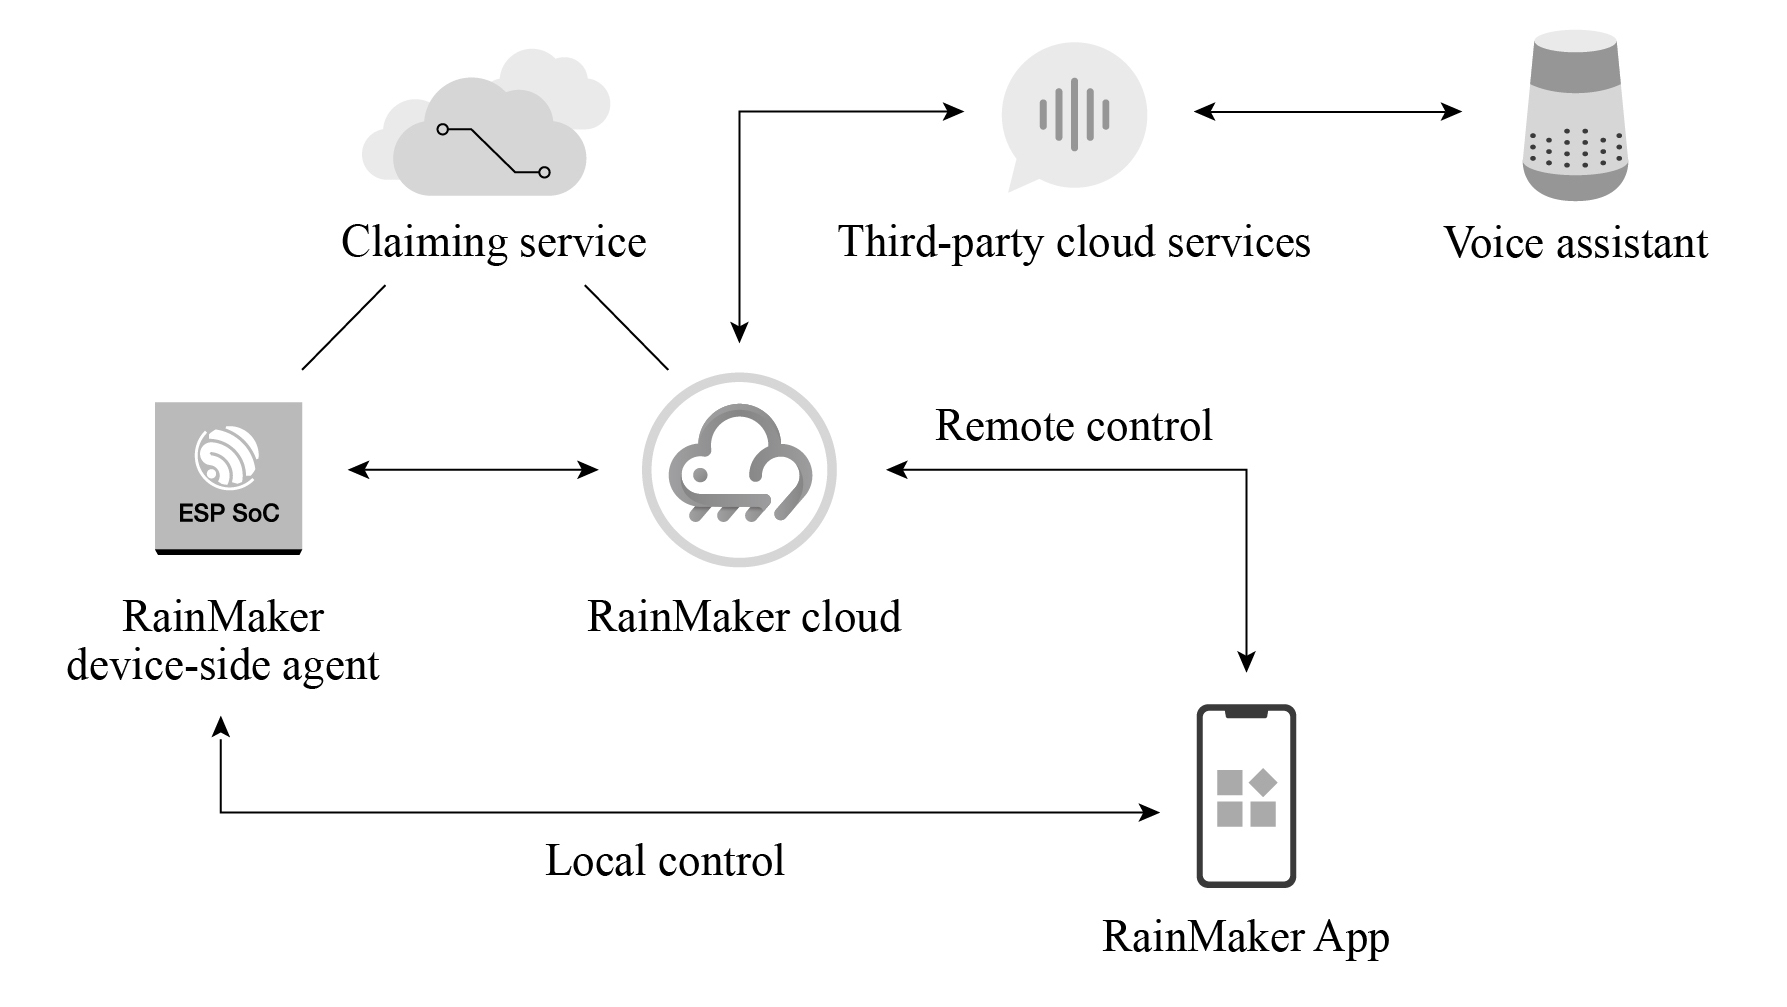 Claiming service
Third-party cloud services
Voice assistant
Remote control
ESP SoC
RainMaker
device-side agent
RainMaker cloud
Local control
RainMaker App